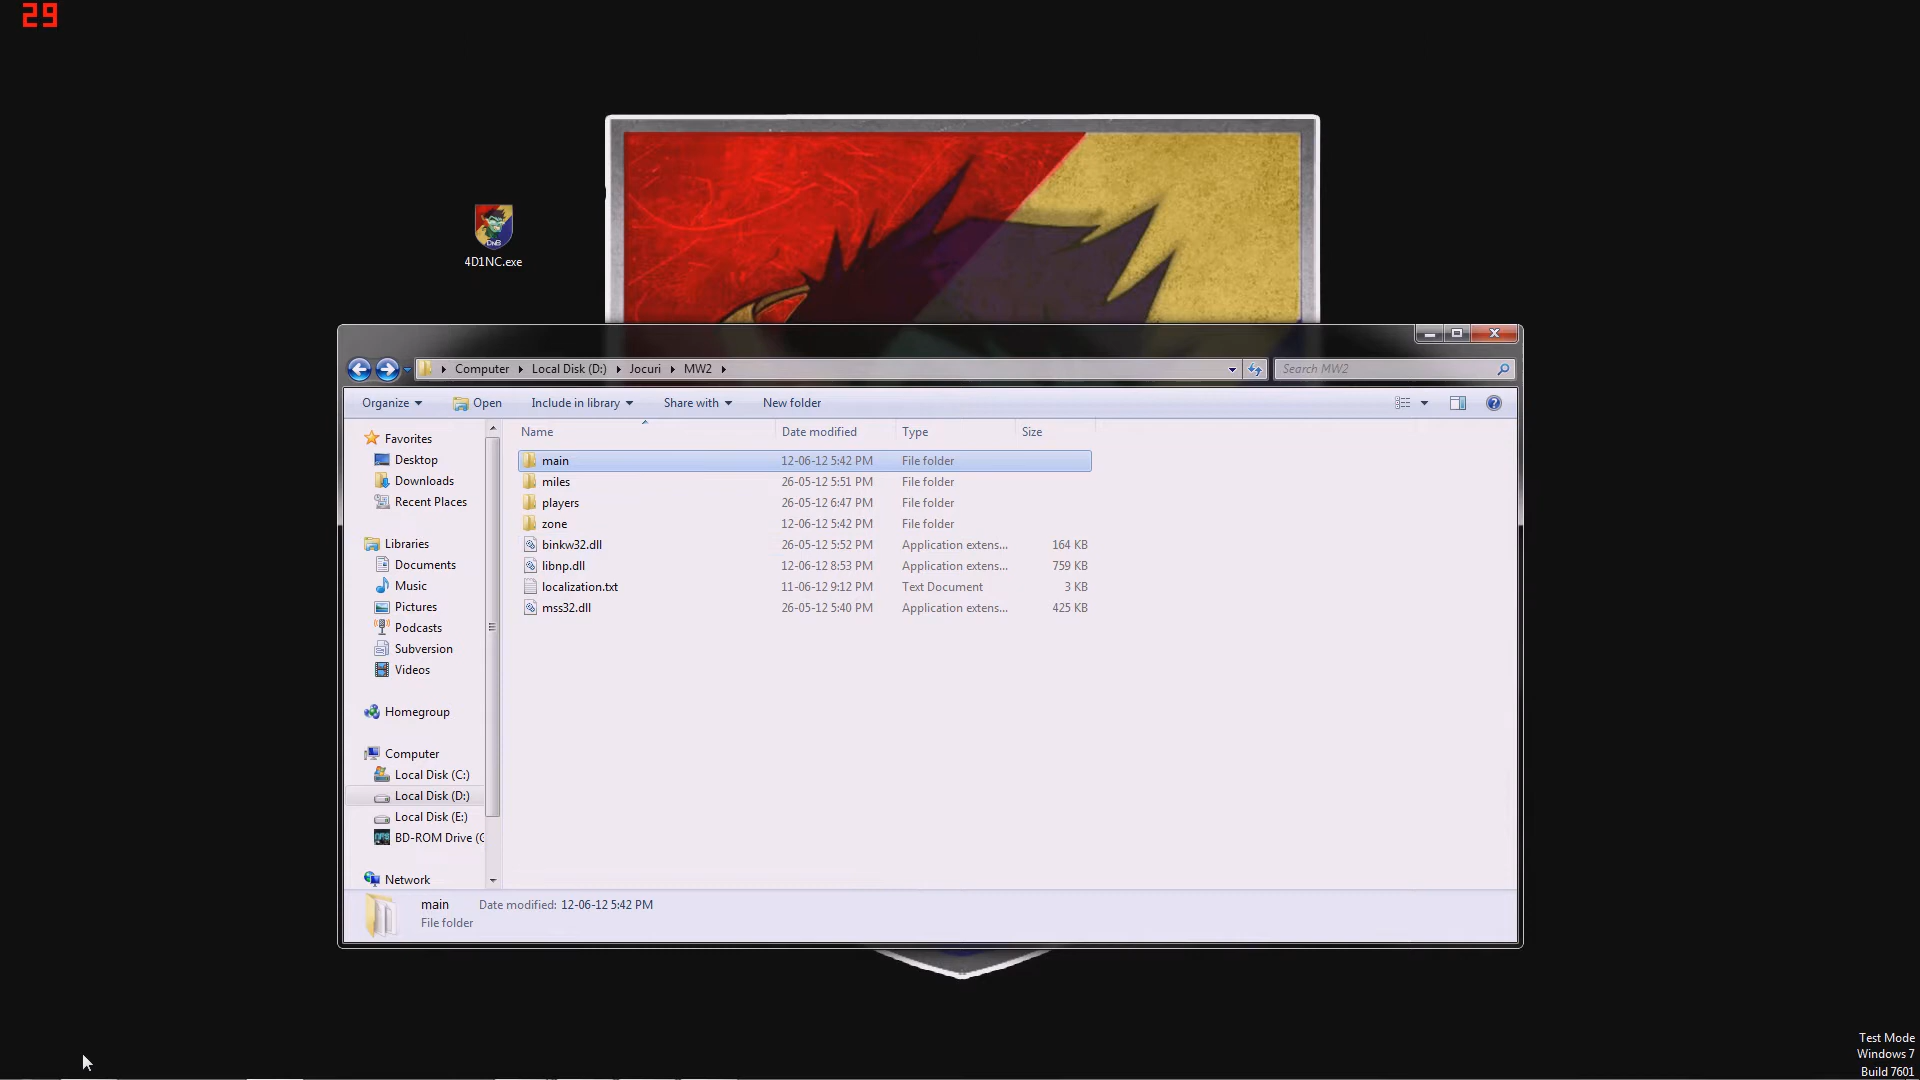 29
DnB
4D1NC.exe
Computer Local Disk (D:) Jocuri MW2
Search MW2
Organize Open Include in library Share with New folder
Name Date modified Type Size
Favorites
Desktop
Downloads
Recent Places
Libraries
Documents
Music
Pictures
Podcasts
Subversion
Videos
Homegroup
Computer
Local Disk (C:)
Local Disk (D:)
Local Disk (E:)
BD-ROM Drive (
Network
main 12-06-12 5:42 PM File folder
miles 26-05-12 5:51 PM File folder
players 26-05-12 6:47 PM File folder
zone 12-06-12 5:42 PM File folder
binkw32.dll 26-05-12 5:52 PM Application extens... 164 KB
libnp.dll 12-06-12 8:53 PM Application extens... 759 KB
localization.txt 11-06-12 9:12 PM Text Document 3 KB
mss32.dll 26-05-12 5:40 PM Application extens... 425 KB
main Date modified: 12-06-12 5:42 PM
File folder
Test Mode
Windows 7
Build 7601